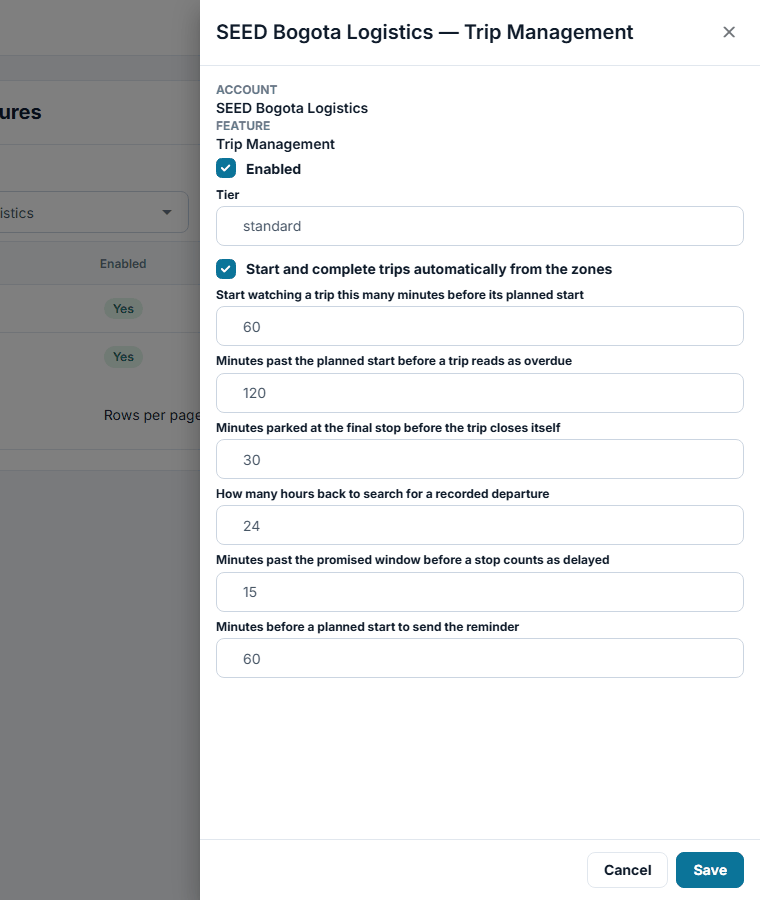 SEED Bogota Logistics — Trip Management
ures
ACCOUNT
SEED Bogota Logistics
FEATURE
Trip Management
Enabled
Tier
standard
istics
Start and complete trips automatically from the zones
Enabled
Start watching a trip this many minutes before its planned start
Yes
60
Minutes past the planned start before a trip reads as overdue
Yes
120
Rows per page
Minutes parked at the final stop before the trip closes itself
30
How many hours back to search for a recorded departure
24
Minutes past the promised window before a stop counts as delayed
15
Minutes before a planned start to send the reminder
60
Cancel
Save